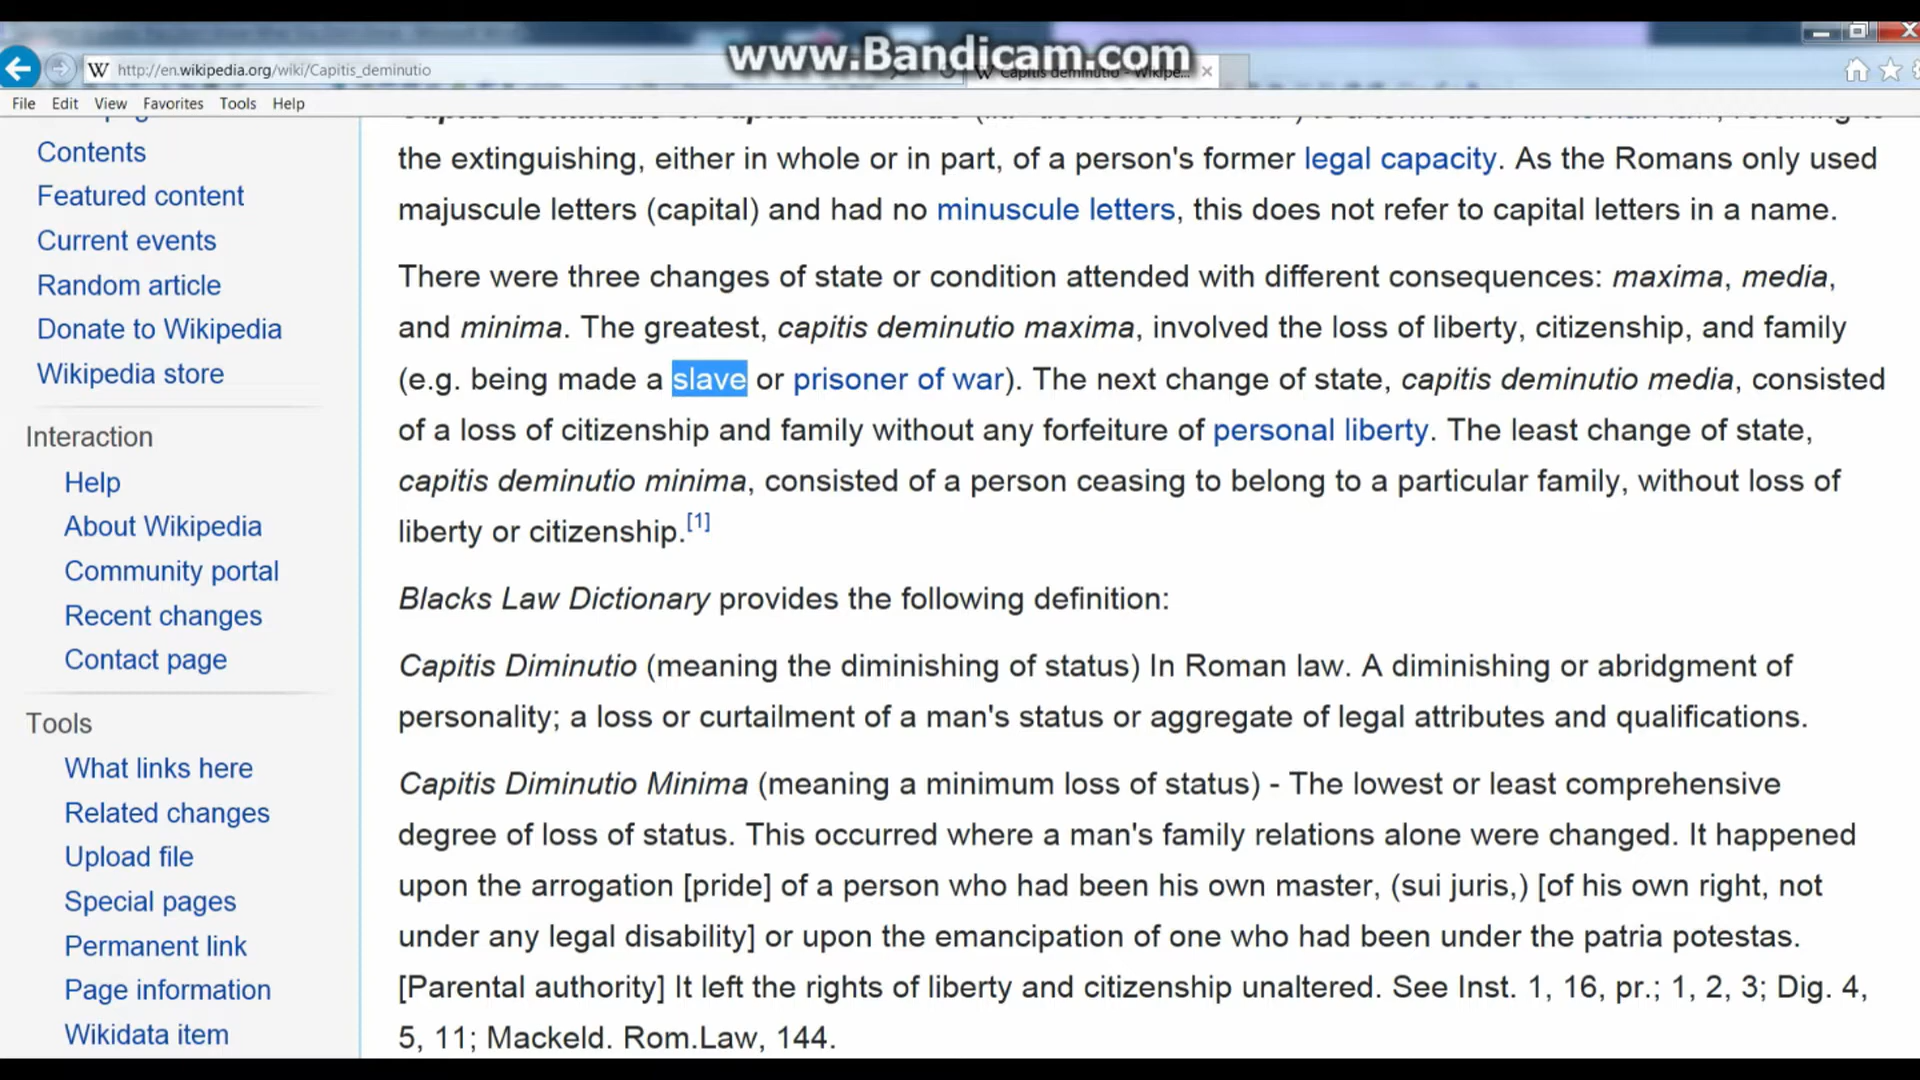 www.Bandicam.com
http://en.wikipedia.org/wiki/Capitis_deminutio
Capitis deminutio - Wikipe...
File Edit View Favorites Tools Help
Contents
Featured content
Current events
Random article
Donate to Wikipedia
Wikipedia store
Interaction
Help
About Wikipedia
Community portal
Recent changes
Contact page
Tools
What links here
Related changes
Upload file
Special pages
Permanent link
Page information
Wikidata item
the extinguishing, either in whole or in part, of a person's former legal capacity. As the Romans only used
majuscule letters (capital) and had no minuscule letters, this does not refer to capital letters in a name.
There were three changes of state or condition attended with different consequences: maxima, media,
and minima. The greatest, capitis deminutio maxima, involved the loss of liberty, citizenship, and family
(e.g. being made a slave or prisoner of war). The next change of state, capitis deminutio media, consisted
of a loss of citizenship and family without any forfeiture of personal liberty. The least change of state,
capitis deminutio minima, consisted of a person ceasing to belong to a particular family, without loss of
liberty or citizenship.[1]
Blacks Law Dictionary provides the following definition:
Capitis Diminutio (meaning the diminishing of status) In Roman law. A diminishing or abridgment of
personality; a loss or curtailment of a man's status or aggregate of legal attributes and qualifications.
Capitis Diminutio Minima (meaning a minimum loss of status) - The lowest or least comprehensive
degree of loss of status. This occurred where a man's family relations alone were changed. It happened
upon the arrogation [pride] of a person who had been his own master, (sui juris,) [of his own right, not
under any legal disability] or upon the emancipation of one who had been under the patria potestas.
[Parental authority] It left the rights of liberty and citizenship unaltered. See Inst. 1, 16, pr.; 1, 2, 3; Dig. 4,
5, 11; Mackeld. Rom.Law, 144.